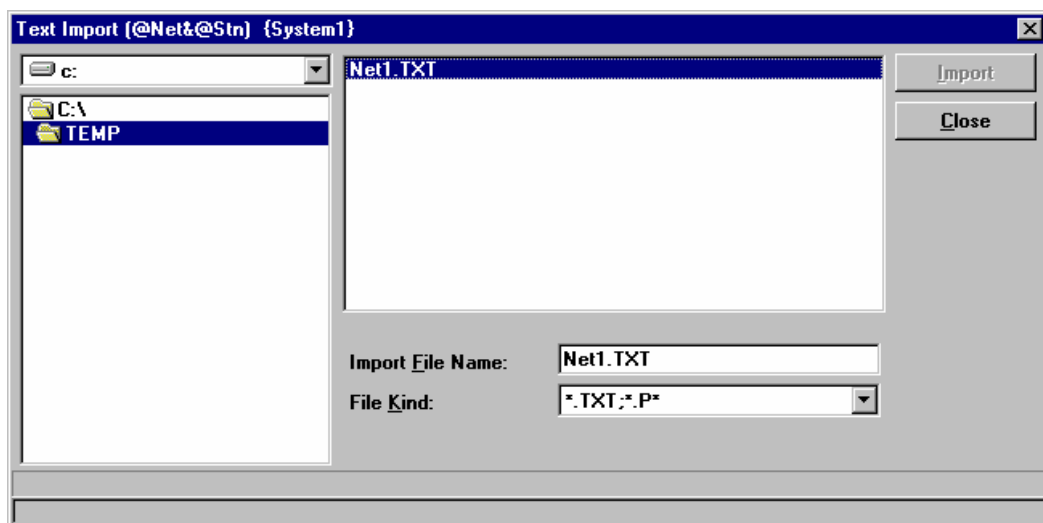 Text Import (@Net&@Stn) {System1}
c:
C:\
TEMP
Net1.TXT
Import
Close
Import File Name:
Net1.TXT
File Kind:
*.TXT;*.P*